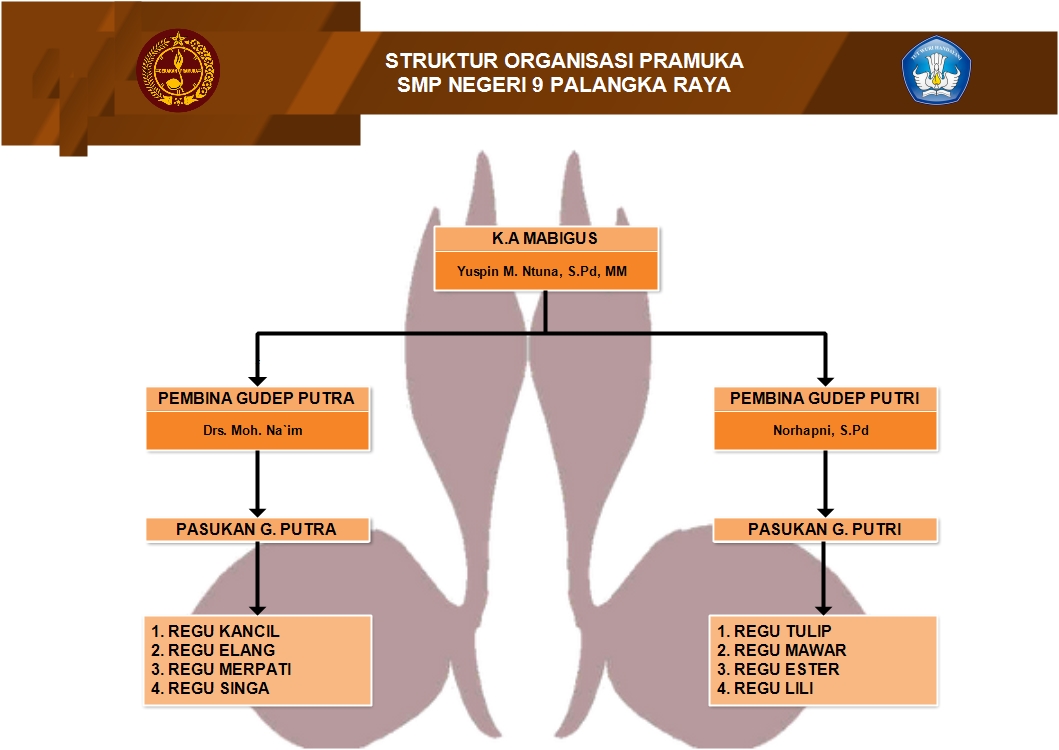 STRUKTUR ORGANISASI PRAMUKA
SMP NEGERI 9 PALANGKA RAYA
GERAKAN PRAMUKA
TUT WURI HANDAYANI
K.A MABIGUS
Yuspin M. Ntuna, S.Pd, MM
PEMBINA GUDEP PUTRA
Drs. Moh. Na`im
PEMBINA GUDEP PUTRI
Norhapni, S.Pd
PASUKAN G. PUTRA
PASUKAN G. PUTRI
1. REGU KANCIL
2. REGU ELANG
3. REGU MERPATI
4. REGU SINGA
1. REGU TULIP
2. REGU MAWAR
3. REGU ESTER
4. REGU LILI